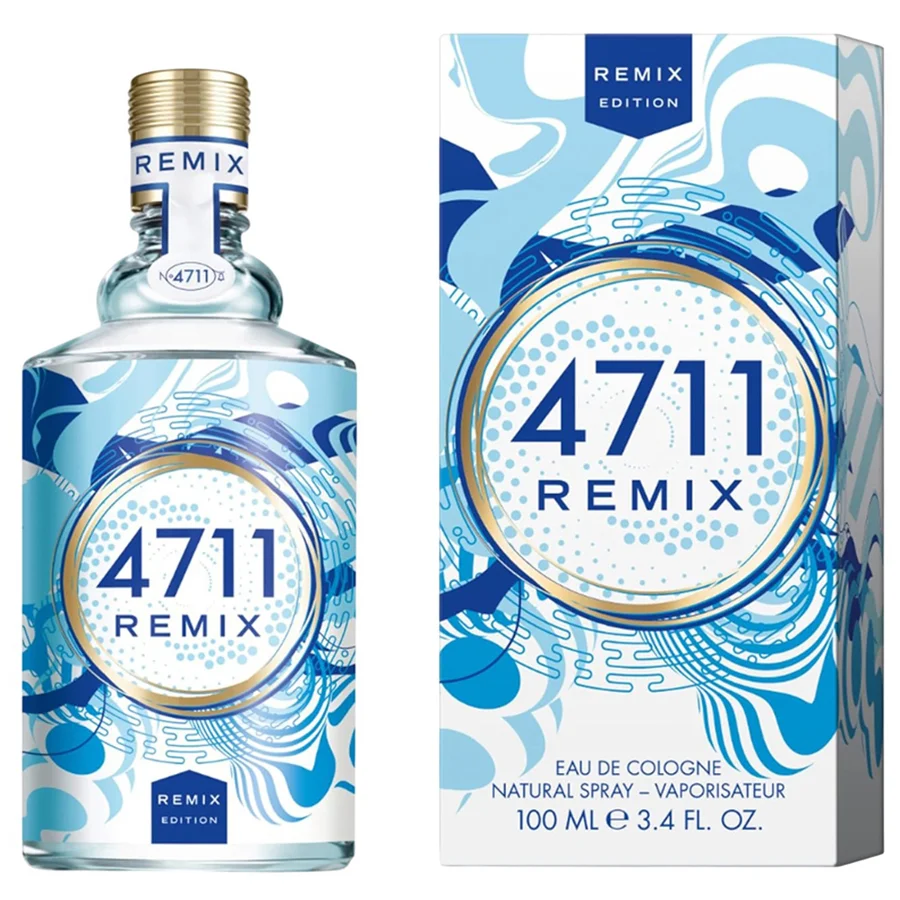 REMIX
Nº4711
4711
REMIX
REMIX
EDITION
REMIX
EDITION
4711
REMIX
EAU DE COLOGNE
NATURAL SPRAY – VAPORISATEUR
100 ML ℮ 3.4 FL. OZ.